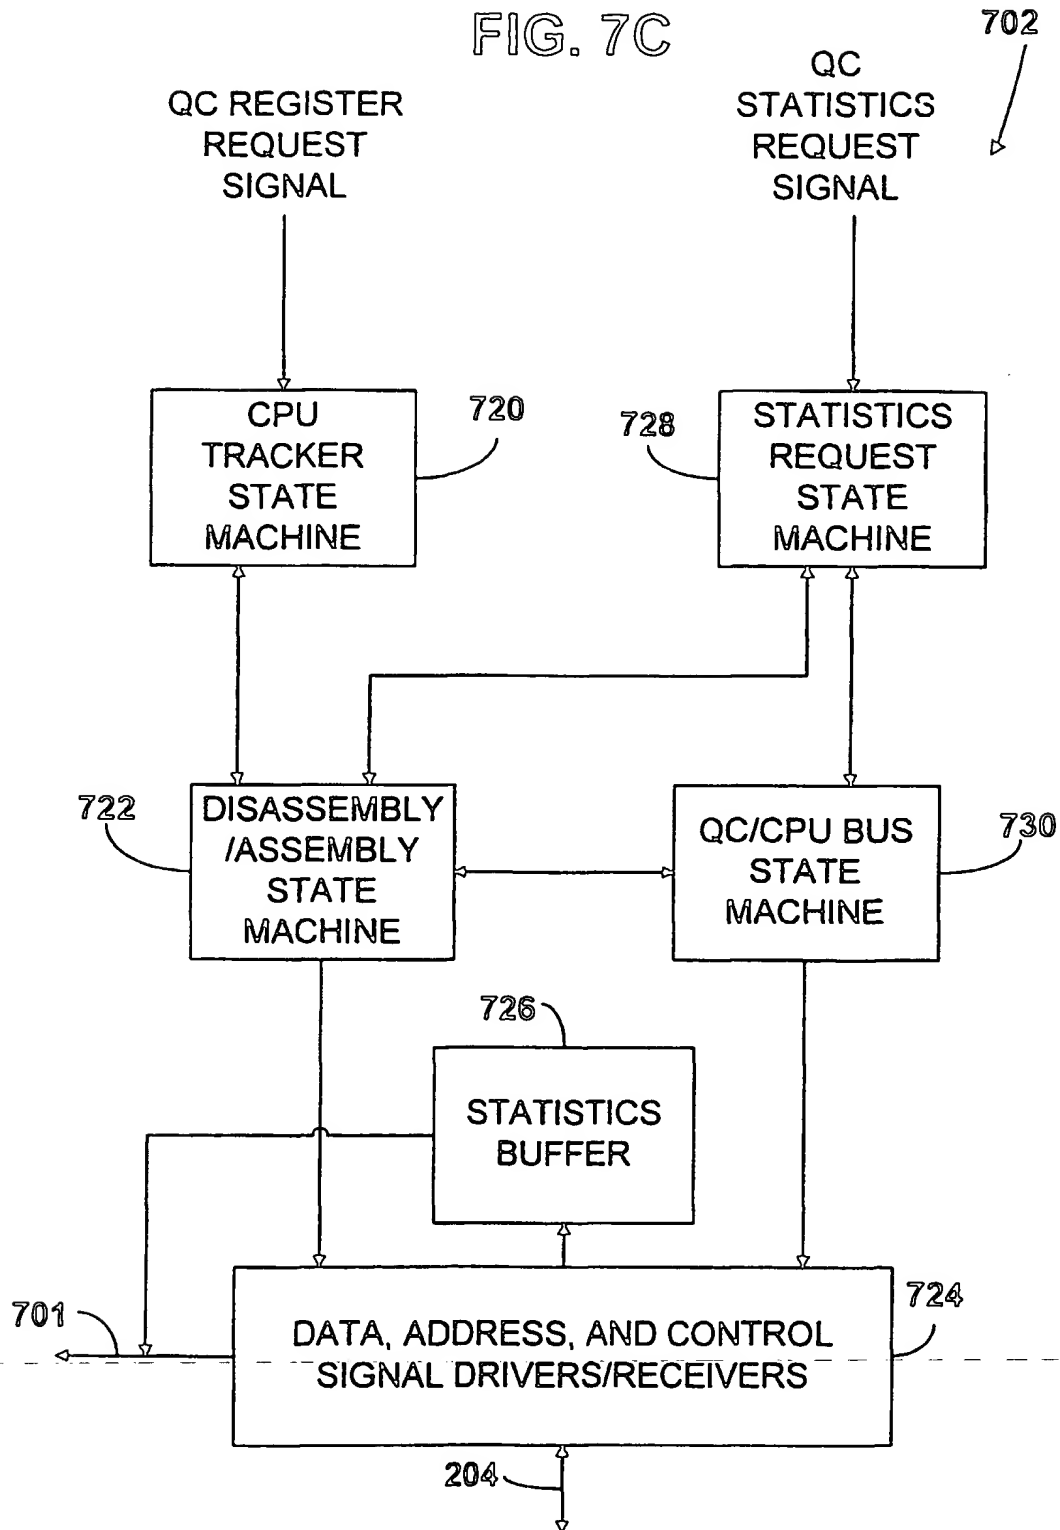 FIG. 7C
702
QC REGISTER
REQUEST
SIGNAL
QC
STATISTICS
REQUEST
SIGNAL
CPU
TRACKER
STATE
MACHINE
720
728
STATISTICS
REQUEST
STATE
MACHINE
722
DISASSEMBLY
/ASSEMBLY
STATE
MACHINE
QC/CPU BUS
STATE
MACHINE
730
726
STATISTICS
BUFFER
701
DATA, ADDRESS, AND CONTROL
SIGNAL DRIVERS/RECEIVERS
724
204